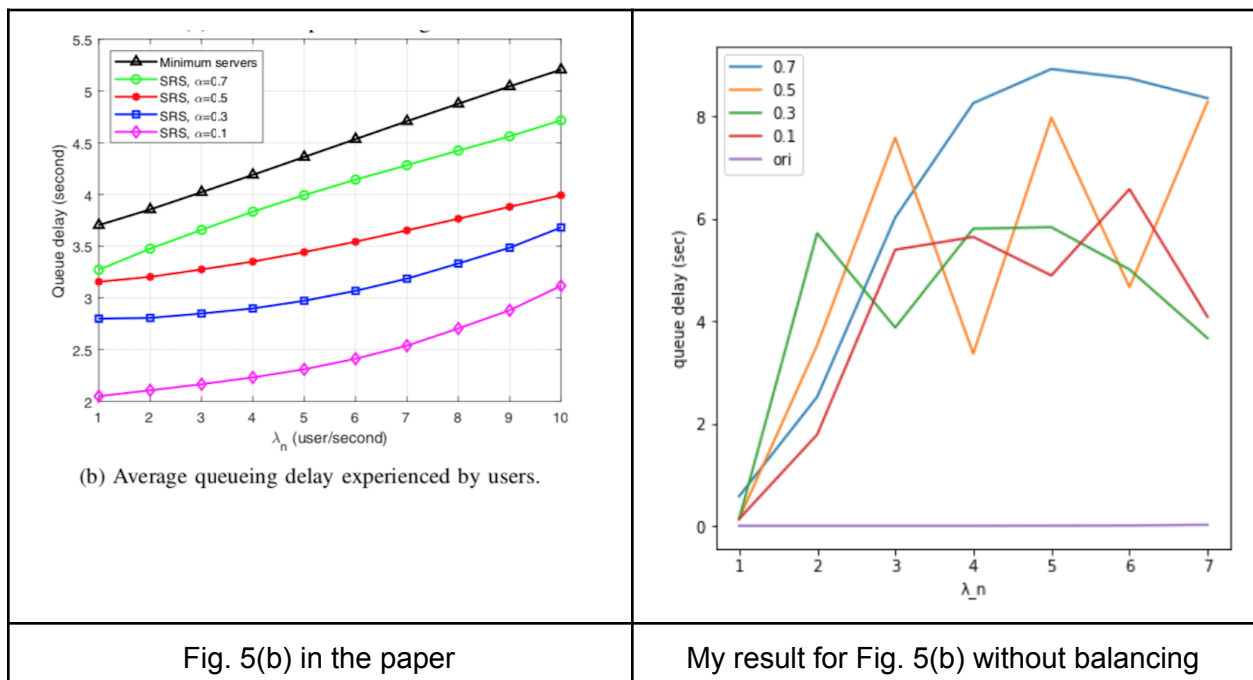 5.5
5
4.5
4
3.5
3
2.5
2
Queue delay (second)
Minimum servers
SRS, α=0.7
SRS, α=0.5
SRS, α=0.3
SRS, α=0.1
1 2 3 4 5 6 7 8 9 10
λn (user/second)
(b) Average queueing delay experienced by users.
8
6
4
2
0
queue delay (sec)
0.7
0.5
0.3
0.1
ori
1 2 3 4 5 6 7
λ_n
Fig. 5(b) in the paper
My result for Fig. 5(b) without balancing